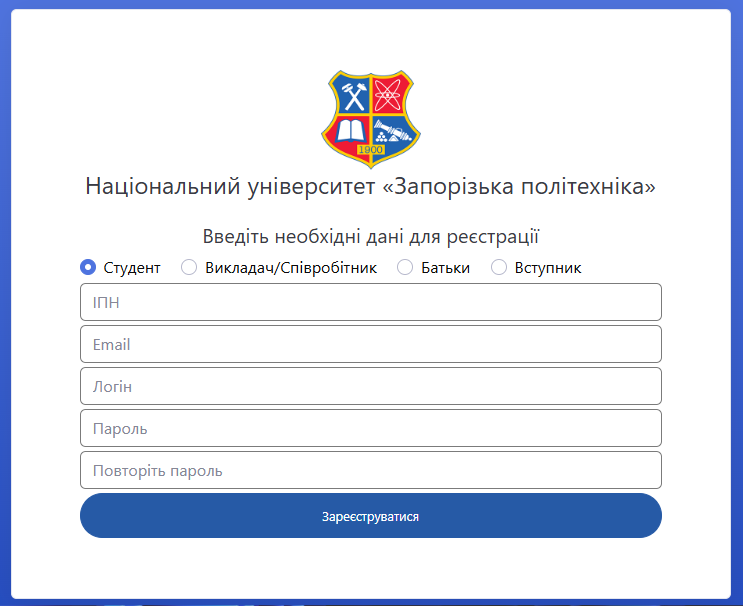 1900
Національний університет «Запорізька політехніка»
Введіть необхідні дані для реєстрації
Студент Викладач/Співробітник Батьки Вступник
ІПН
Email
Логін
Пароль
Повторіть пароль
Зареєструватися